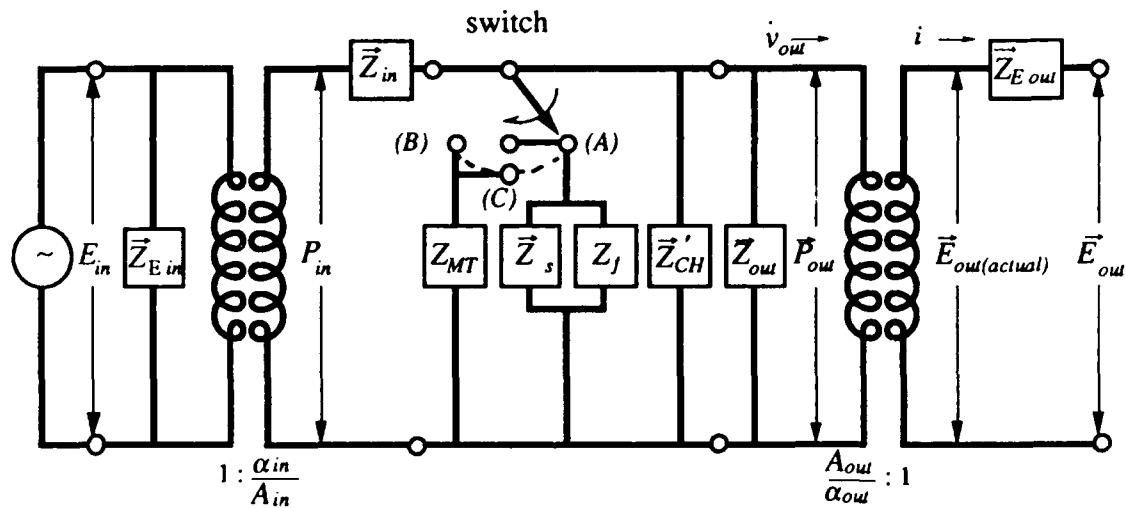 switch
v̇out
i
Z⃗in
Z⃗E out
(B)
(A)
(C)
~
Ein
Z⃗E in
Pin
ZMT
Z⃗s
Zf
Z⃗'CH
Z⃗out
P⃗out
E⃗out(actual)
E⃗out
1 : αin/Ain
Aout/αout : 1